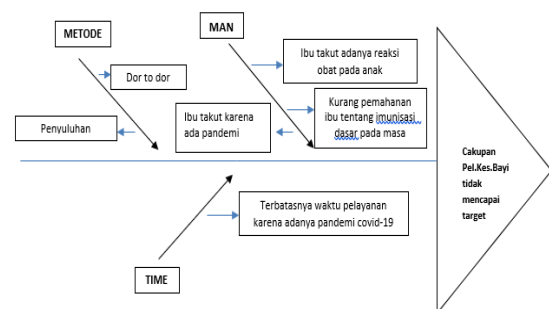 METODE
MAN
Dor to dor
Penyuluhan
Ibu takut adanya reaksi
obat pada anak
Ibu takut karena
ada pandemi
Kurang pemahanan
ibu tentang imunisasi
dasar pada masa
Cakupan
Pel.Kes.Bayi
tidak
mencapai
target
Terbatasnya waktu pelayanan
karena adanya pandemi covid-19
TIME